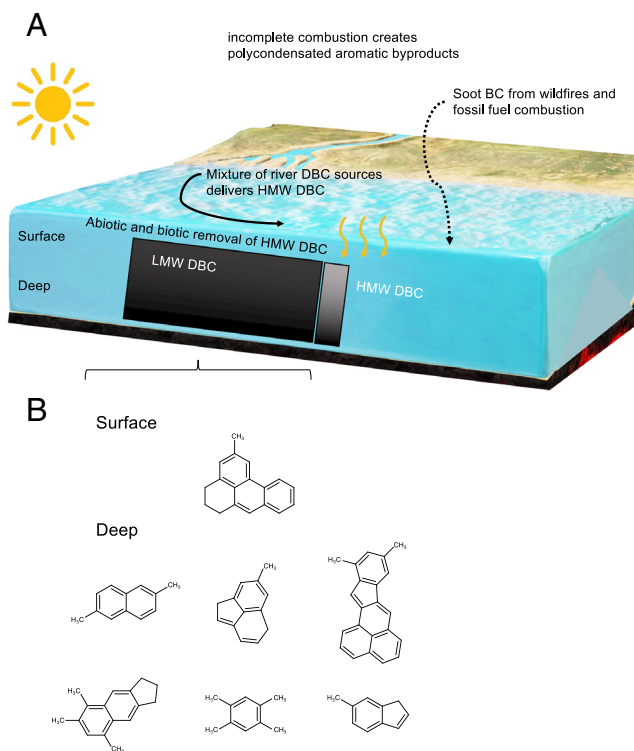 A
incomplete combustion creates
polycondensated aromatic byproducts
Soot BC from wildfires and
fossil fuel combustion
Mixture of river DBC sources
delivers HMW DBC
Abiotic and biotic removal of HMW DBC
Surface
LMW DBC
Deep
HMW DBC
B
Surface
CH₃
Deep
CH₃
H₃C
CH₃
H₃C
CH₃
CH₃
H₃C
CH₃
CH₃
CH₃
CH₃
CH₃
H₃C